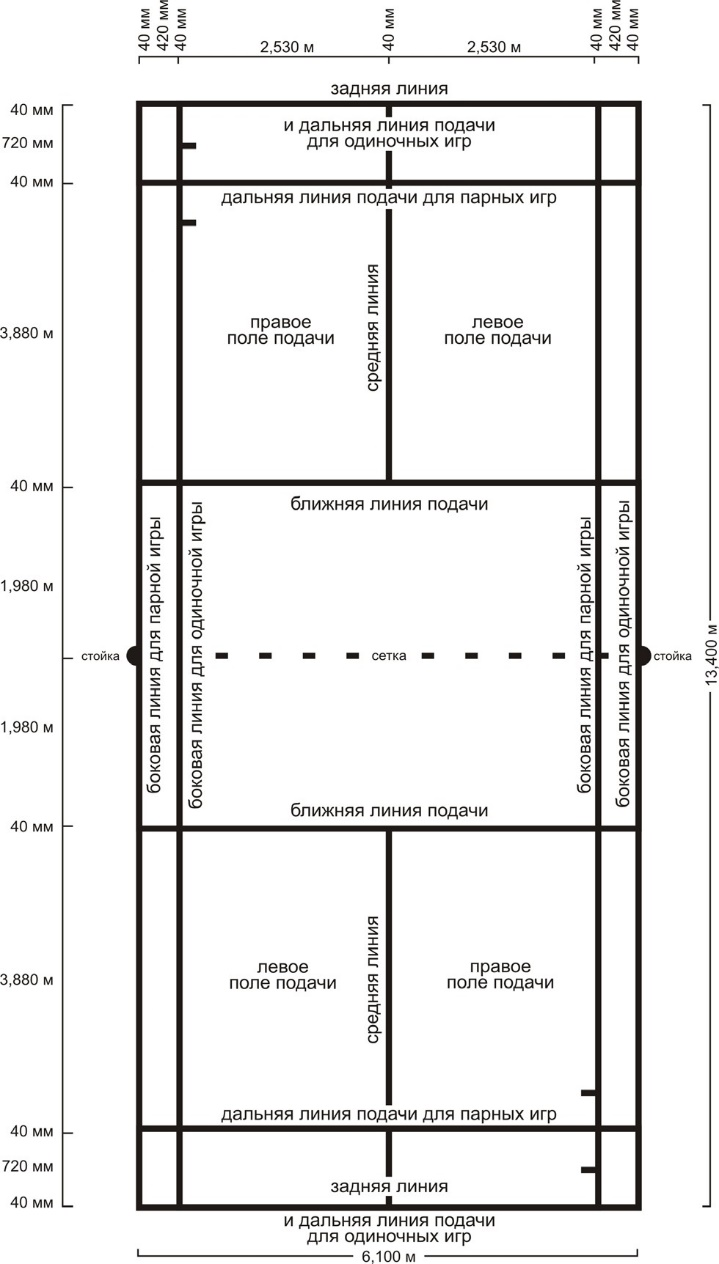 40 мм
420 мм
40 мм
2,530 м
40 мм
2,530 м
40 мм
420 мм
40 мм
задняя линия
40 мм
и дальняя линия подачи
для одиночных игр
720 мм
40 мм
дальняя линия подачи для парных игр
средняя линия
правое
поле подачи
левое
поле подачи
3,880 м
40 мм
ближняя линия подачи
боковая линия для парной игры
боковая линия для одиночной игры
боковая линия для парной игры
боковая линия для одиночной игры
1,980 м
стойка
сетка
стойка
13,400 м
1,980 м
ближняя линия подачи
40 мм
средняя линия
левое
поле подачи
правое
поле подачи
3,880 м
дальняя линия подачи для парных игр
40 мм
720 мм
задняя линия
40 мм
и дальняя линия подачи
для одиночных игр
6,100 м